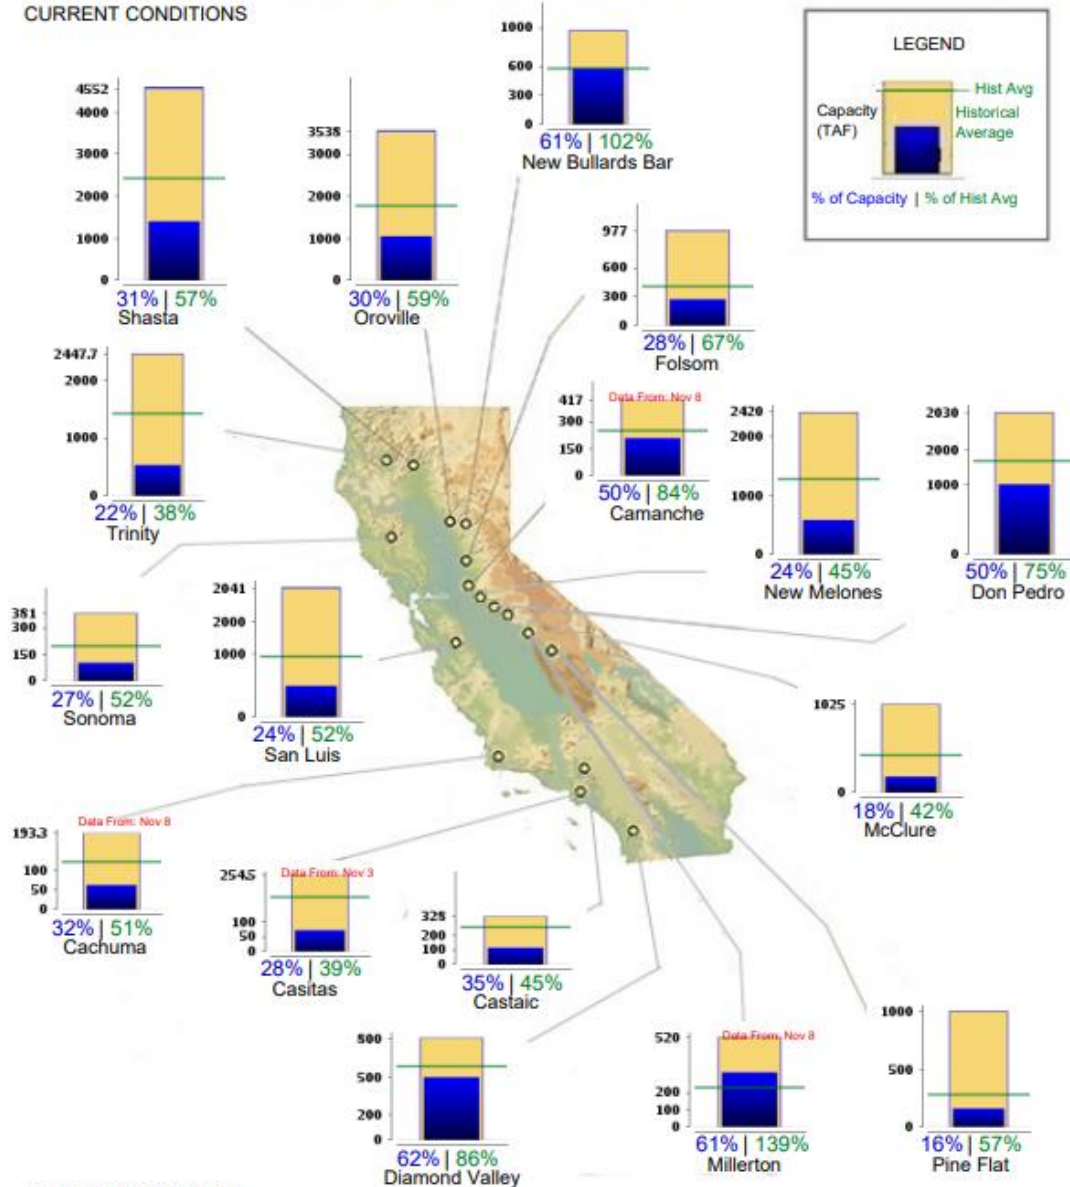 CURRENT CONDITIONS
LEGEND
Hist Avg
Capacity
(TAF)
Historical
Average
% of Capacity | % of Hist Avg
4552
4000
3000
2000
1000
0
31% | 57%
Shasta
3538
3000
2000
1000
0
30% | 59%
Oroville
1000
600
300
0
61% | 102%
New Bullards Bar
977
600
300
0
28% | 67%
Folsom
2447.7
2000
1000
0
22% | 38%
Trinity
Data From: Nov 8
417
300
150
0
50% | 84%
Camanche
2420
2000
1000
0
24% | 45%
New Melones
2030
2000
1000
0
50% | 75%
Don Pedro
381
300
150
0
27% | 52%
Sonoma
2041
2000
1000
0
24% | 52%
San Luis
1025
0
18% | 42%
McClure
Data From: Nov 8
193.3
100
50
0
32% | 51%
Cachuma
Data From: Nov 3
254.5
100
50
0
28% | 39%
Casitas
325
200
100
0
35% | 45%
Castaic
800
500
200
0
62% | 86%
Diamond Valley
Data From: Nov 8
520
200
100
0
61% | 139%
Millerton
1000
500
0
16% | 57%
Pine Flat